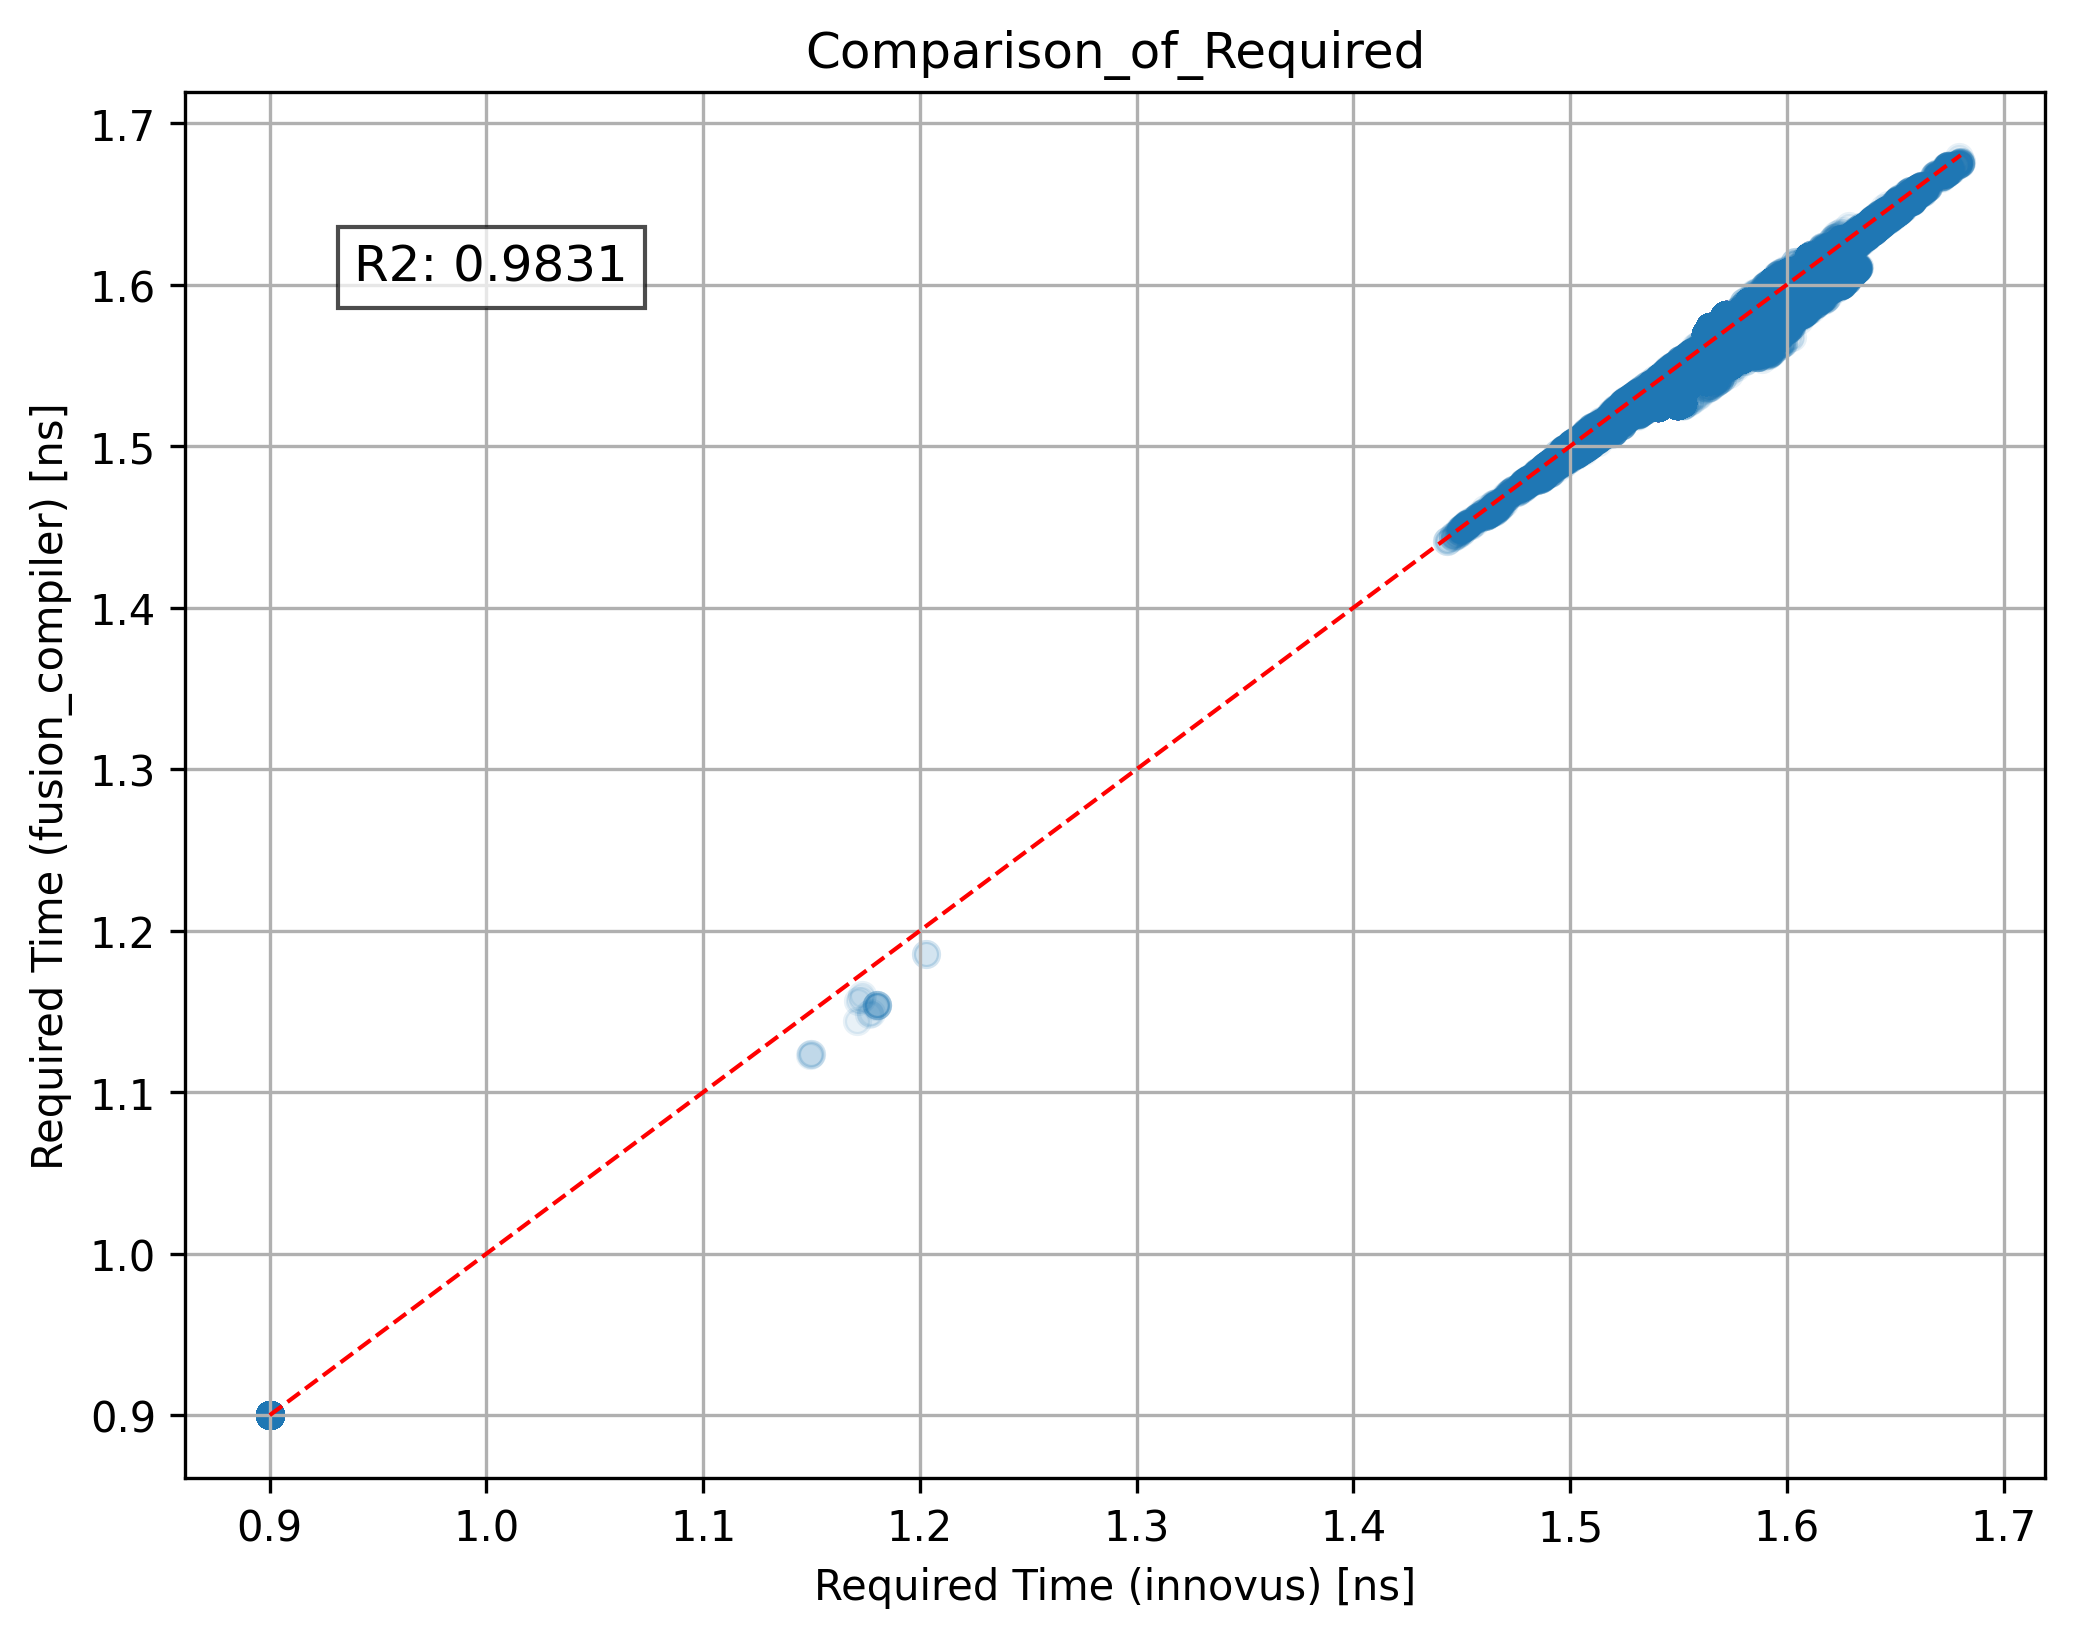 Comparison_of_Required
R2: 0.9831
Required Time (fusion_compiler) [ns]
1.7
1.6
1.5
1.4
1.3
1.2
1.1
1.0
0.9
0.9 1.0 1.1 1.2 1.3 1.4 1.5 1.6 1.7
Required Time (innovus) [ns]